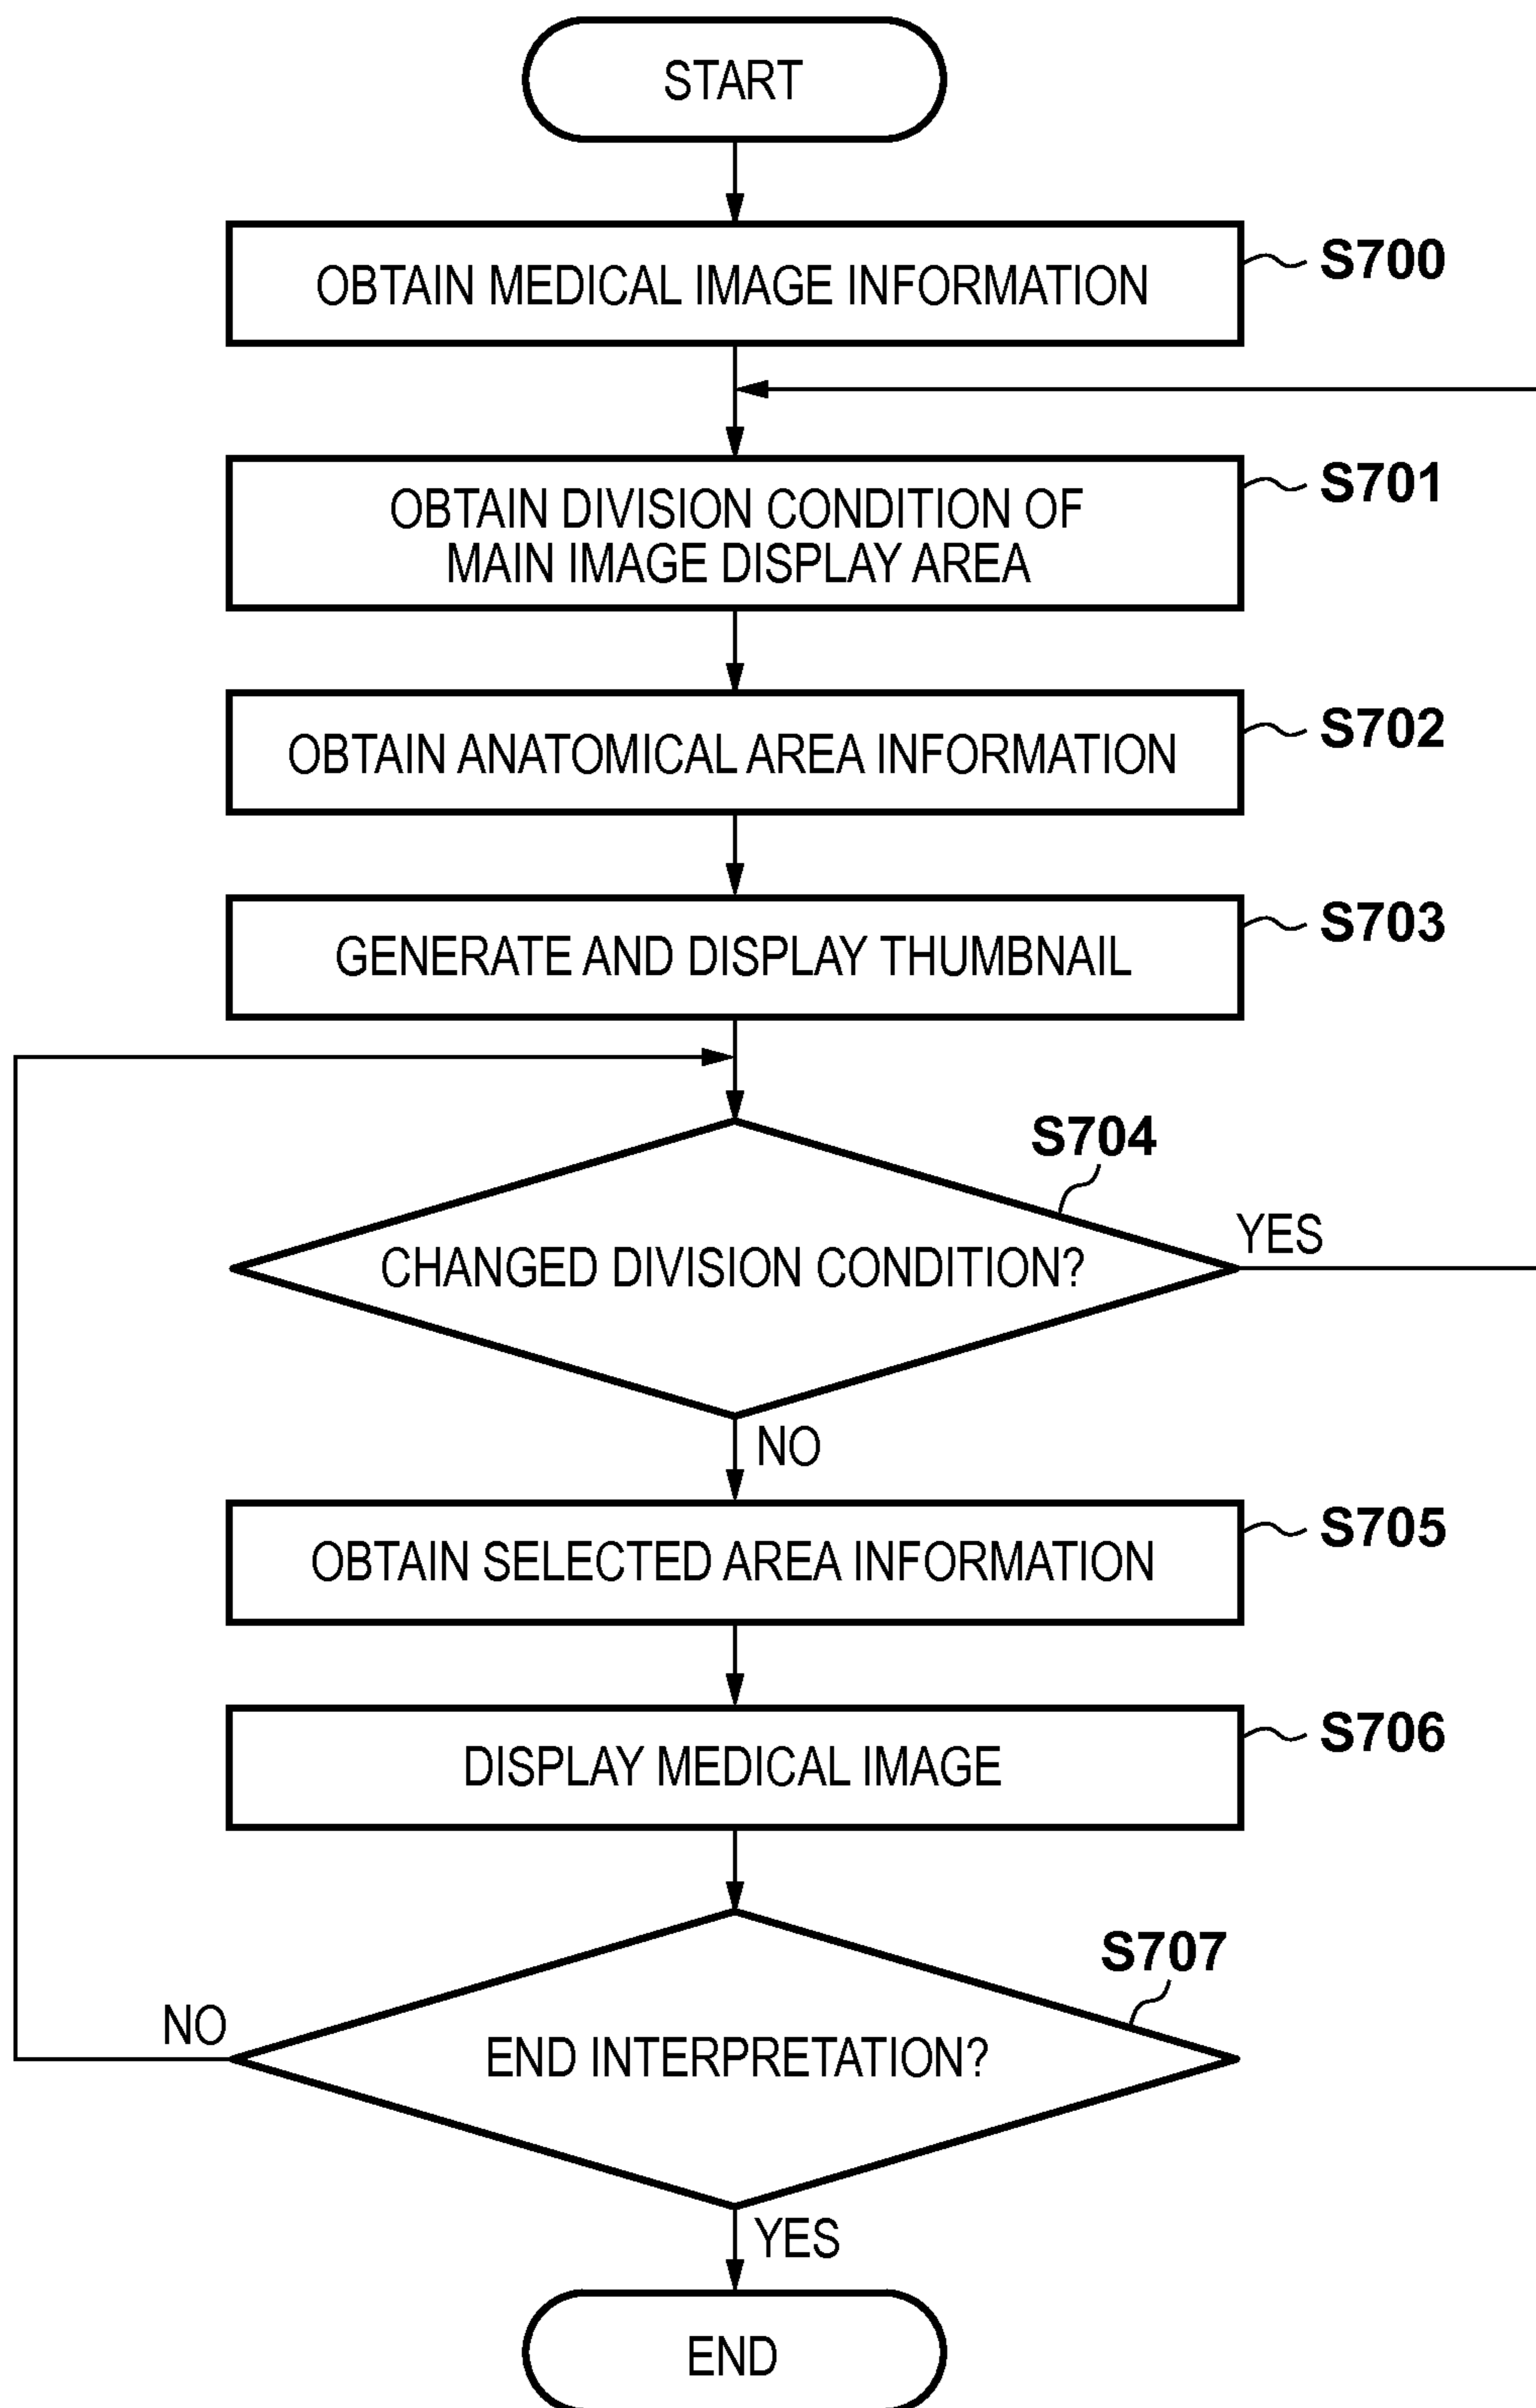 START
OBTAIN MEDICAL IMAGE INFORMATION
S700
OBTAIN DIVISION CONDITION OF
MAIN IMAGE DISPLAY AREA
S701
OBTAIN ANATOMICAL AREA INFORMATION
S702
GENERATE AND DISPLAY THUMBNAIL
S703
S704
CHANGED DIVISION CONDITION?
YES
NO
OBTAIN SELECTED AREA INFORMATION
S705
DISPLAY MEDICAL IMAGE
S706
S707
NO
END INTERPRETATION?
YES
END